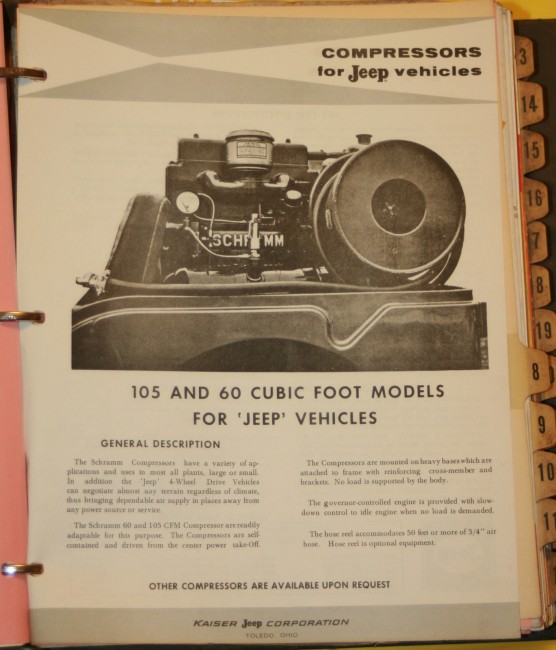 COMPRESSORS
for Jeep vehicles
SCHRAMM
105 AND 60 CUBIC FOOT MODELS
FOR 'JEEP' VEHICLES
GENERAL DESCRIPTION
The Schramm Compressors have a variety of ap-
plications and uses to most all plants, large or small.
In addition the 'Jeep' 4-Wheel Drive Vehicles
can negotiate almost any terrain regardless of climate,
thus bringing dependable air supply in places away from
any power source or service.
The Schramm 60 and 105 CFM Compressor are readily
adaptable for this purpose. The Compressors are self-
contained and driven from the center power take-Off.
The Compressors are mounted on heavy bases which are
attached to frame with reinforcing cross-member and
brackets. No load is supported by the body.
The governor-controlled engine is provided with slow-
down control to idle engine when no load is demanded.
The hose reel accommodates 50 feet or more of 3/4" air
hose. Hose reel is optional equipment.
OTHER COMPRESSORS ARE AVAILABLE UPON REQUEST
KAISER Jeep CORPORATION
TOLEDO, OHIO
3
14
15
16
7
8
19
8
9
10
11